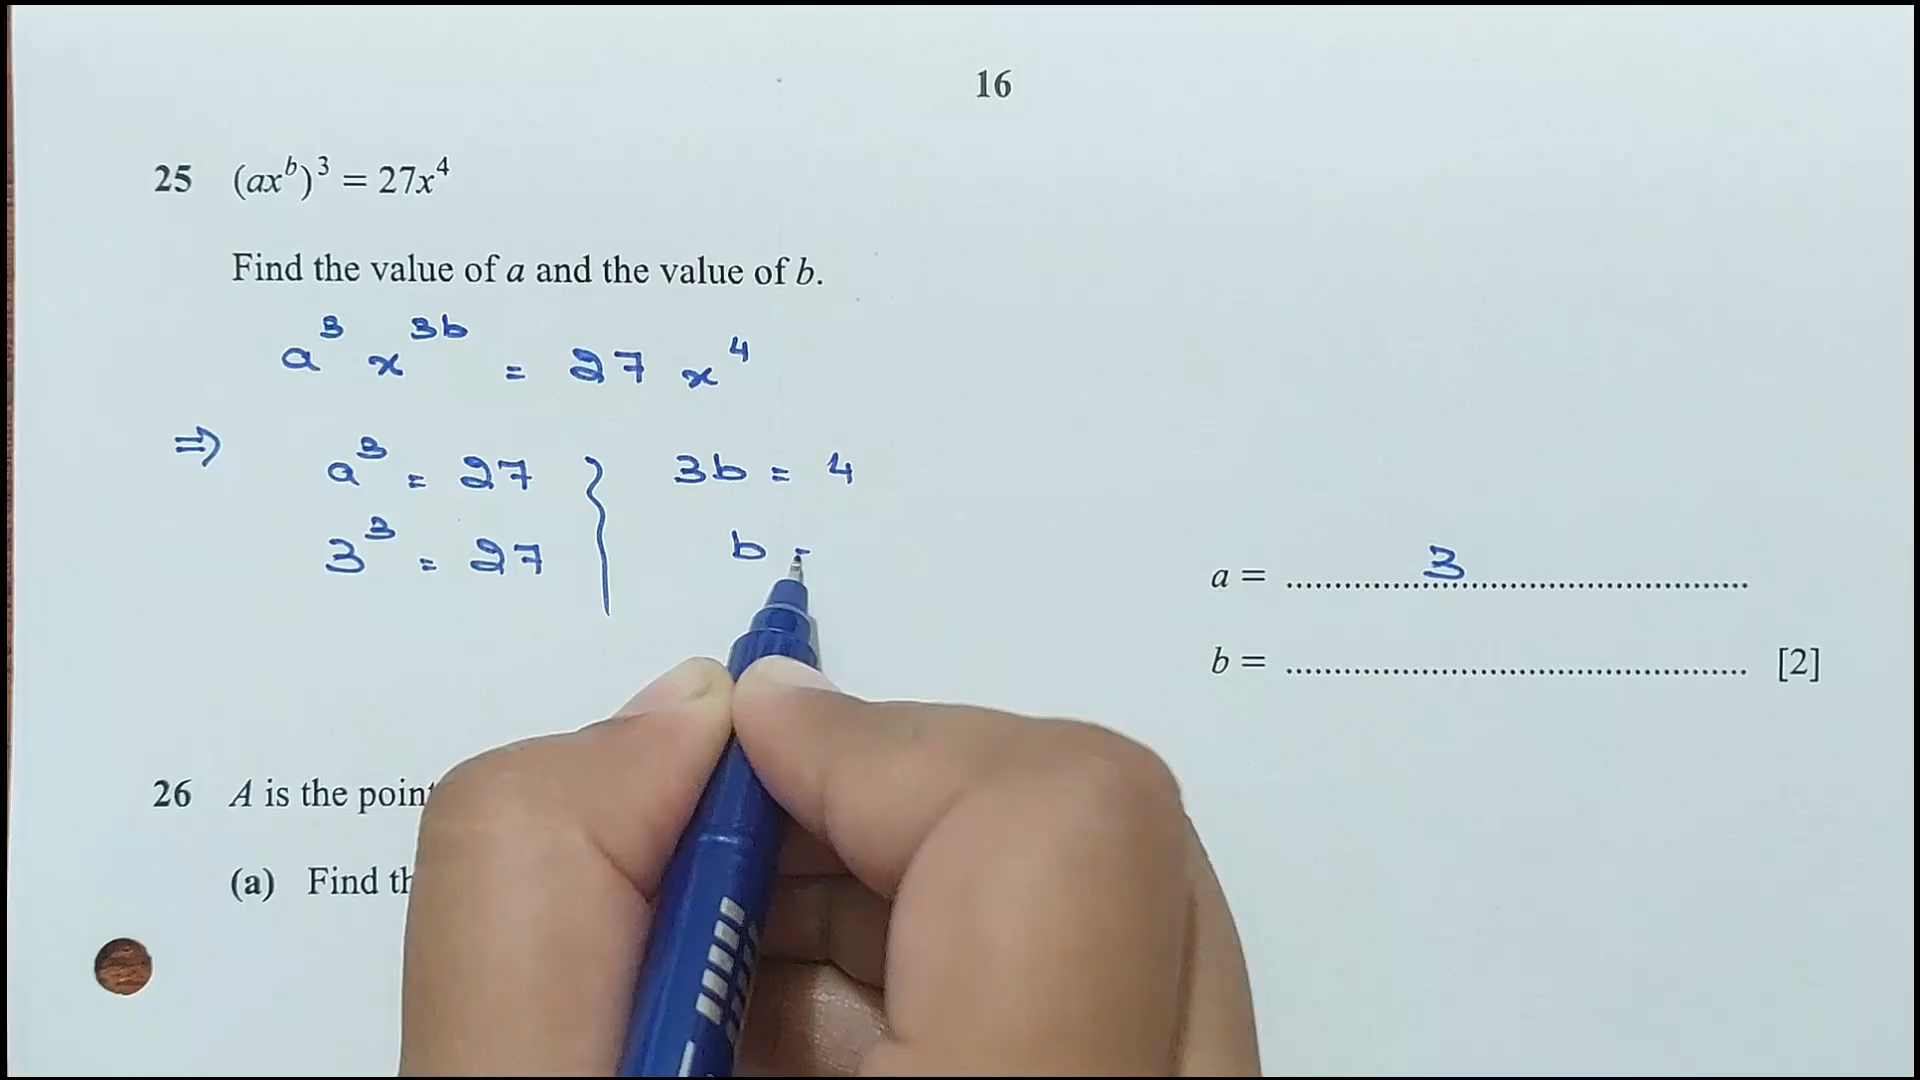 16
25 (ax^b)^3 = 27x^4
Find the value of a and the value of b.
a^3 x^3b = 27 x^4
⇒ a^3 = 27 } 3b = 4
3^3 = 27 b =
a = 3
b = [2]
26 A is the point
(a) Find th